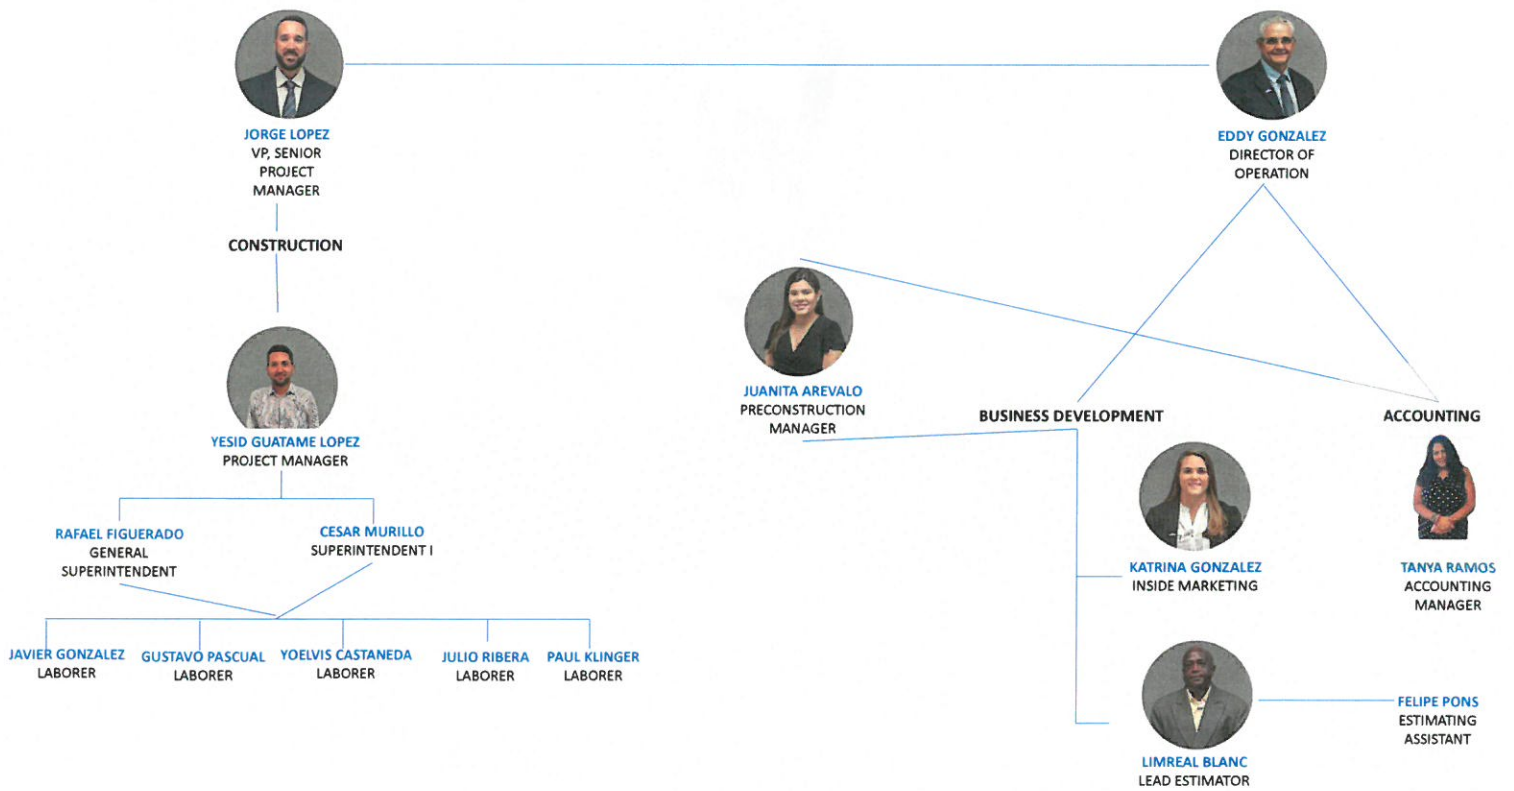 JORGE LOPEZ
VP, SENIOR
PROJECT
MANAGER
CONSTRUCTION
YESID GUATAME LOPEZ
PROJECT MANAGER
RAFAEL FIGUERADO
GENERAL
SUPERINTENDENT
CESAR MURILLO
SUPERINTENDENT I
JAVIER GONZALEZ
LABORER
GUSTAVO PASCUAL
LABORER
YOELVIS CASTANEDA
LABORER
JULIO RIBERA
LABORER
PAUL KLINGER
LABORER
EDDY GONZALEZ
DIRECTOR OF
OPERATION
JUANITA AREVALO
PRECONSTRUCTION
MANAGER
BUSINESS DEVELOPMENT
KATRINA GONZALEZ
INSIDE MARKETING
LIMREAL BLANC
LEAD ESTIMATOR
FELIPE PONS
ESTIMATING
ASSISTANT
ACCOUNTING
TANYA RAMOS
ACCOUNTING
MANAGER